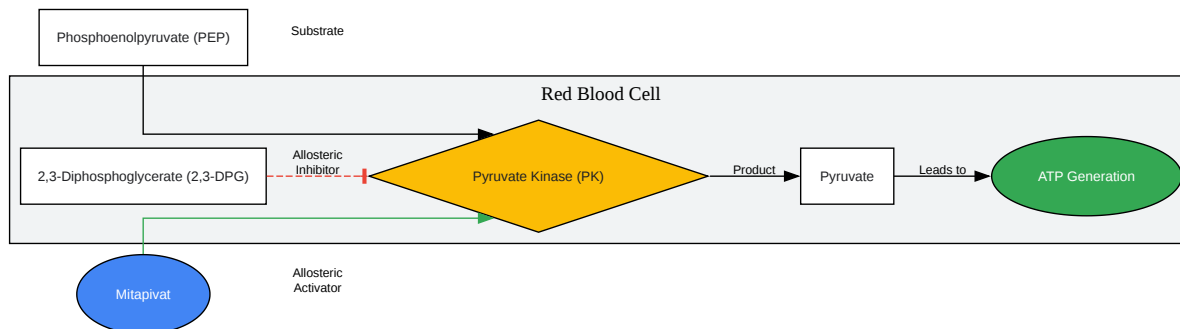 Phosphoenolpyruvate (PEP)
Substrate
Red Blood Cell
2,3-Diphosphoglycerate (2,3-DPG)
Allosteric
Inhibitor
Pyruvate Kinase (PK)
Product
Pyruvate
Leads to
ATP Generation
Mitapivat
Allosteric
Activator